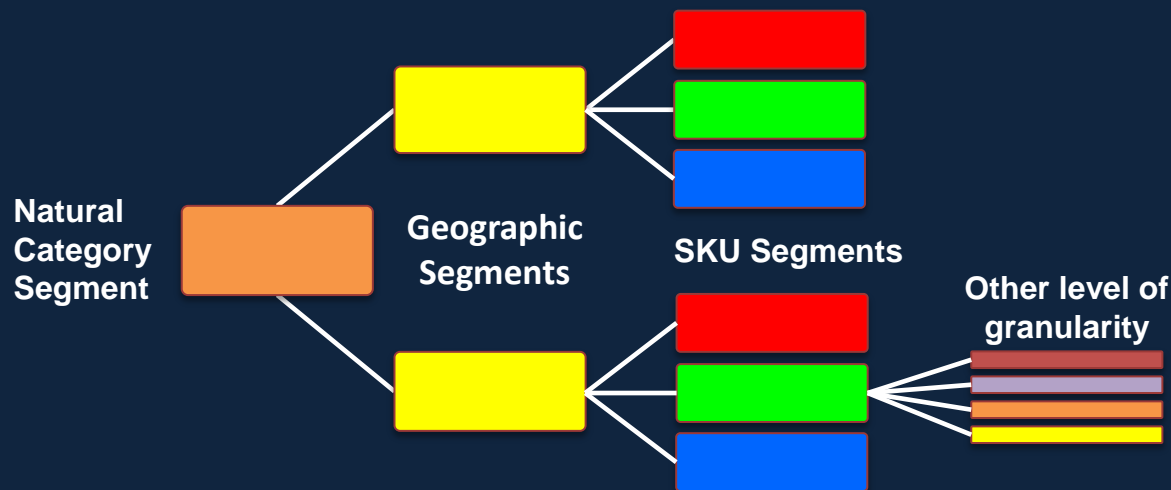 Natural
Category
Segment
Geographic
Segments
SKU Segments
Other level of
granularity